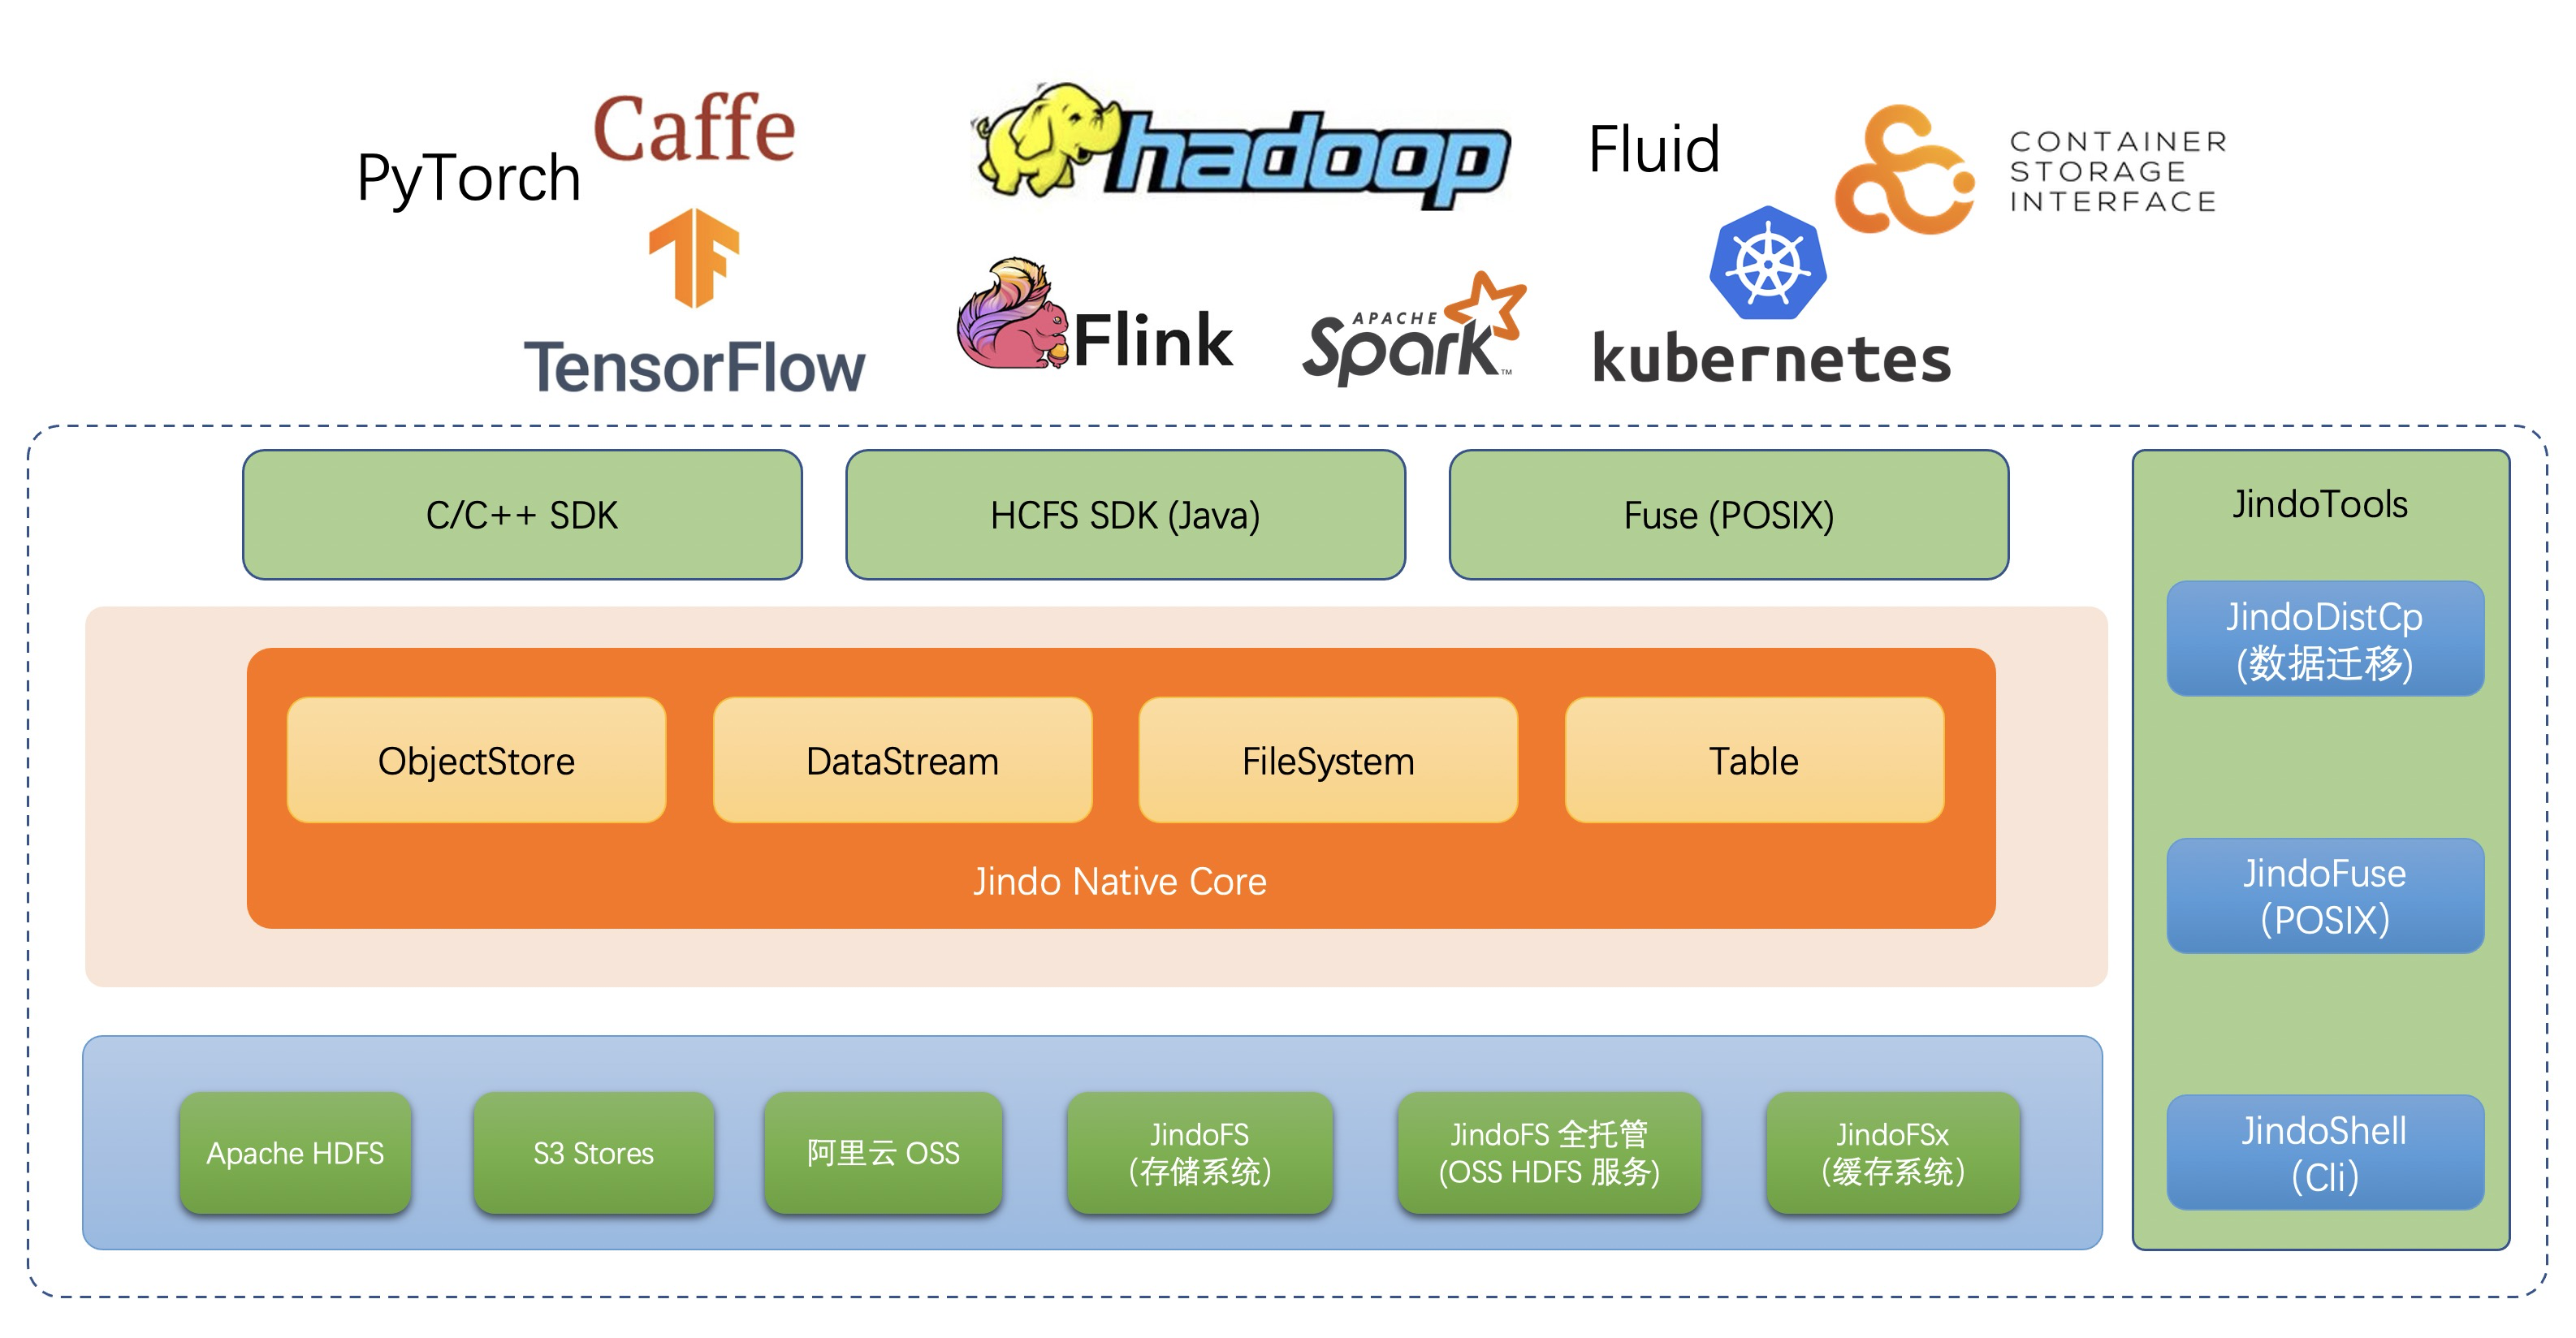 PyTorch
Caffe
TensorFlow
hadoop
Flink
APACHE
Spark™
Fluid
CONTAINER
STORAGE
INTERFACE
kubernetes
C/C++ SDK
HCFS SDK (Java)
Fuse (POSIX)
ObjectStore
DataStream
FileSystem
Table
Jindo Native Core
Apache HDFS
S3 Stores
阿里云 OSS
JindoFS
（存储系统）
JindoFS 全托管
(OSS HDFS 服务)
JindoFSx
（缓存系统）
JindoTools
JindoDistCp
(数据迁移)
JindoFuse
（POSIX）
JindoShell
（Cli）